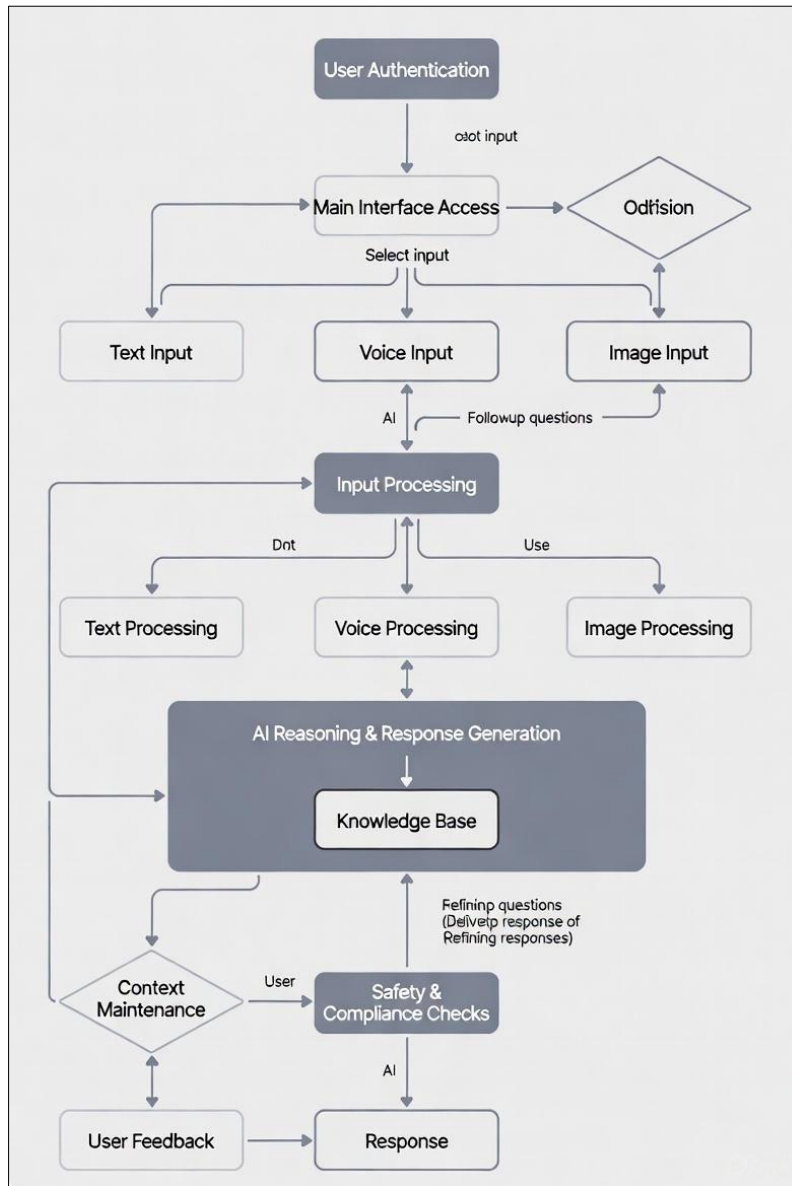 User Authentication
input
Main Interface Access
Select input
Text Input
Voice Input
Image Input
AI
Followup questions
Input Processing
Dnt
Use
Text Processing
Voice Processing
Image Processing
AI Reasoning & Response Generation
Knowledge Base
questions
response of
Refining responses)
Context
Maintenance
User
Safety &
Compliance Checks
AI
User Feedback
Response